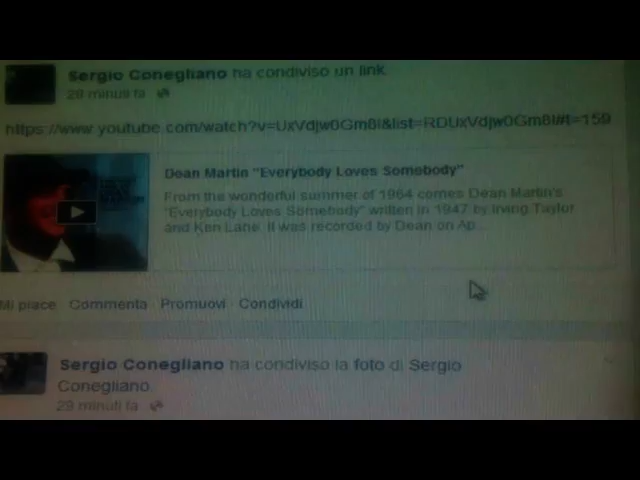 Sergio Conegliano ha condiviso un link.
29 minuti fa
https://www.youtube.com/watch?v=UxVdjw0Gm8I&list=RDUxVdjw0Gm8I#t=159
Dean Martin "Everybody Loves Somebody"
From the wonderful summer of 1964 comes Dean Martin's
"Everybody Loves Somebody" written in 1947 by Irving Taylor
and Ken Lane. It was recorded by Dean on Ap...
Mi piace Commenta Promuovi Condividi
Sergio Conegliano ha condiviso la foto di Sergio
Conegliano.
29 minuti fa